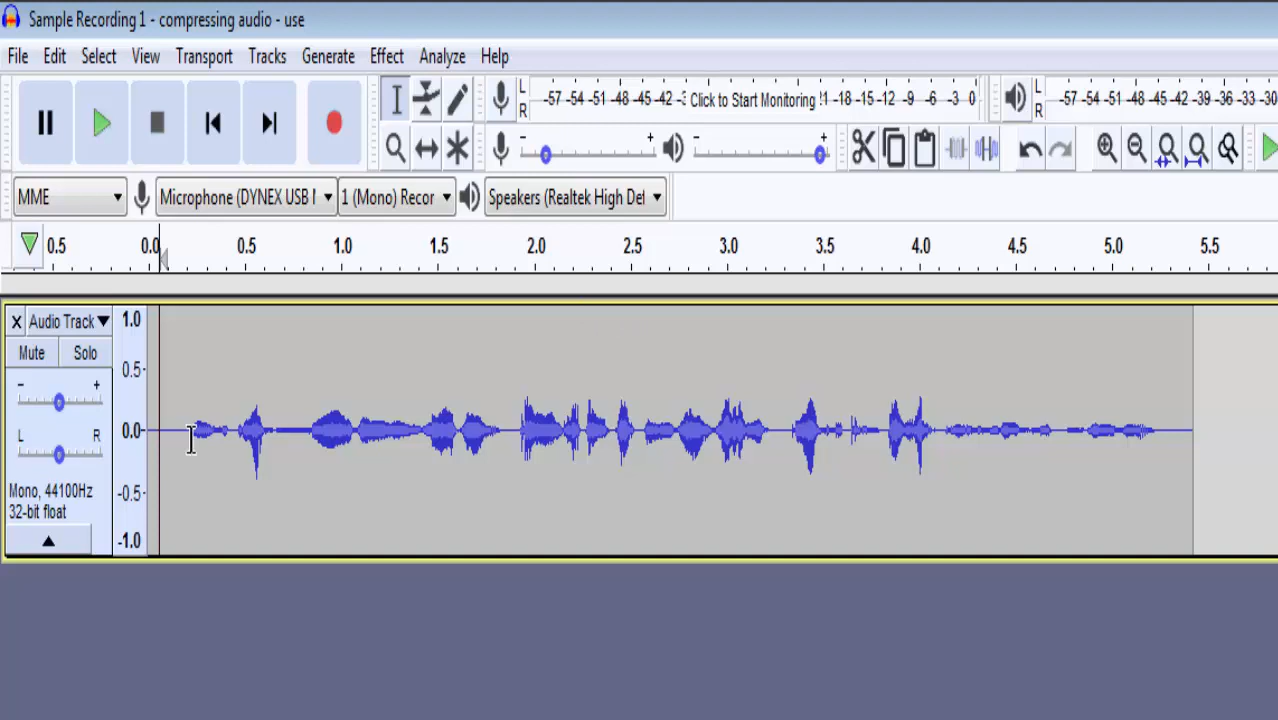 Sample Recording 1 - compressing audio - use
File Edit Select View Transport Tracks Generate Effect Analyze Help
L -57 -54 -51 -48 -45 -42 -3 Click to Start Monitoring !1 -18 -15 -12 -9 -6 -3 0 L -57 -54 -51 -48 -45 -42 -39 -36 -33 -30
R R
- + - +
MME Microphone (DYNEX USB 1 (Mono) Recor Speakers (Realtek High Def
0.5 0.0 0.5 1.0 1.5 2.0 2.5 3.0 3.5 4.0 4.5 5.0 5.5
X Audio Track 1.0
Mute Solo
0.5
- +
L R 0.0
Mono, 44100Hz -0.5
32-bit float
-1.0